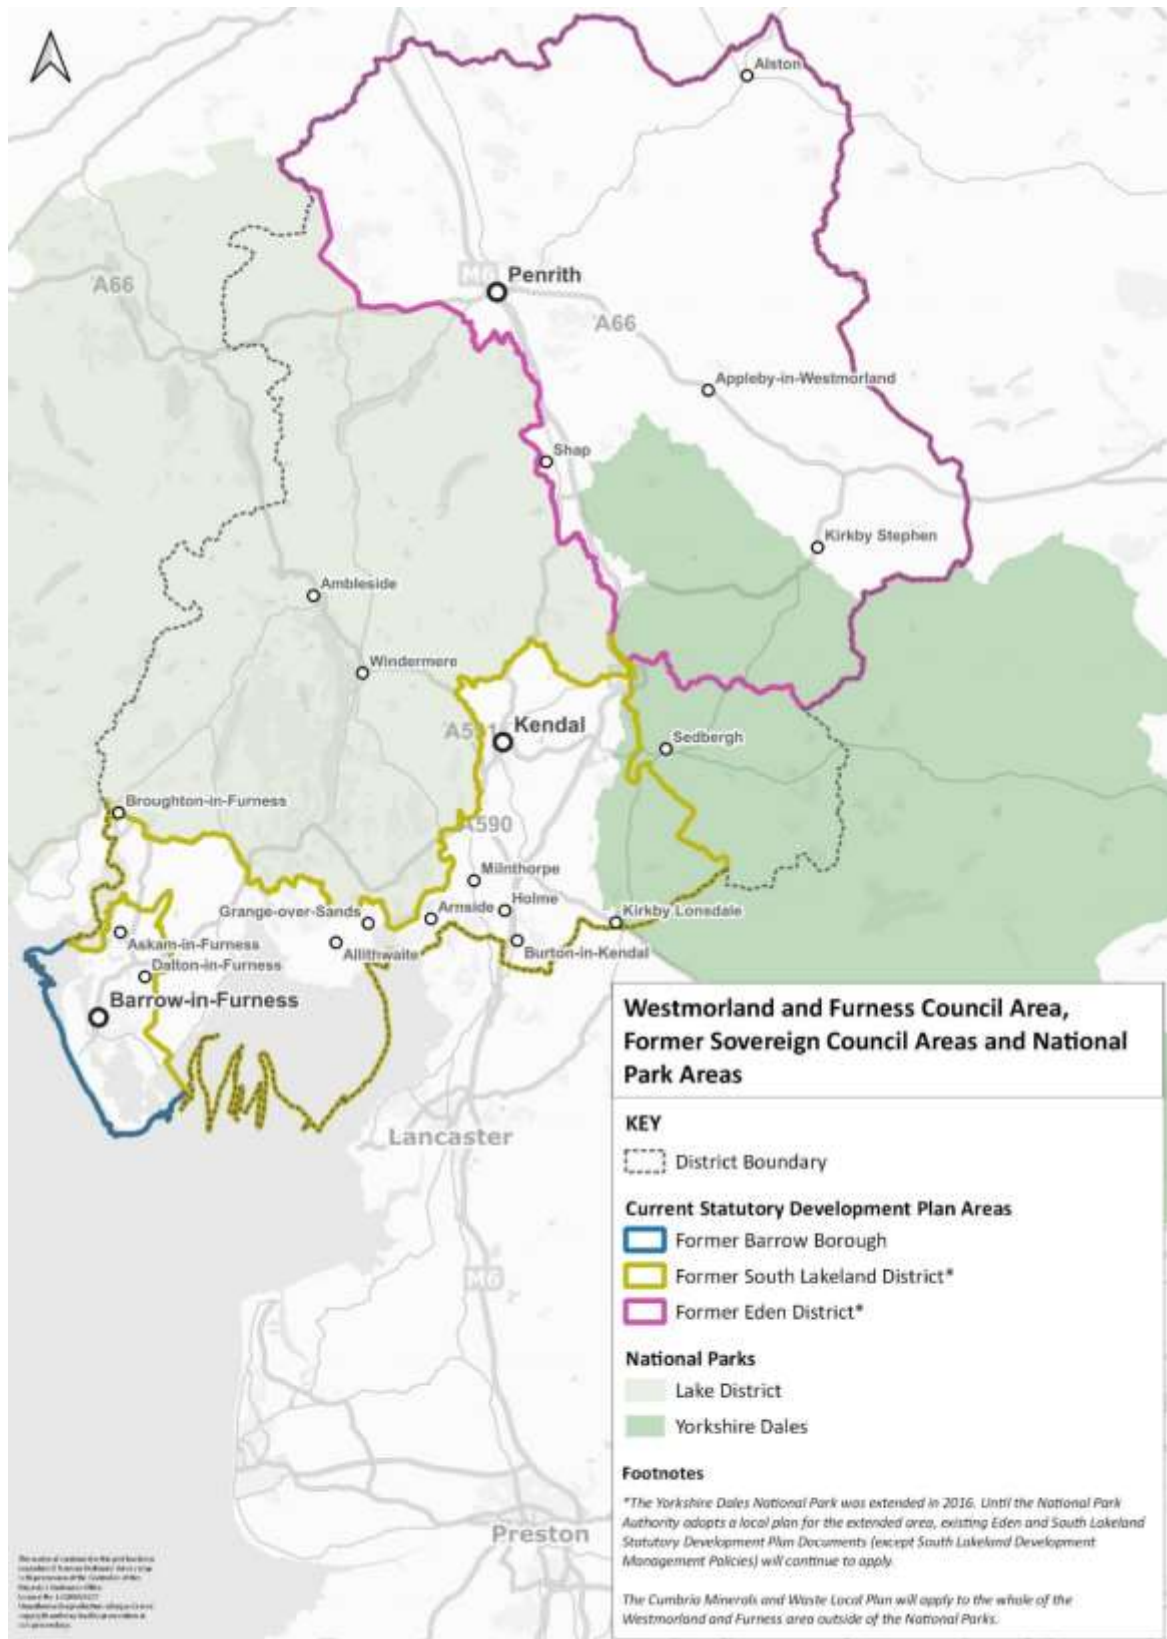 Alston
A66
M6
Penrith
A66
Appleby-in-Westmorland
Shap
Kirkby Stephen
Ambleside
Windermere
A591
Kendal
Sedbergh
Broughton-in-Furness
A590
Milnthorpe
Grange-over-Sands
Arnside
Holme
Kirkby Lonsdale
Askam-in-Furness
Allithwaite
Burton-in-Kendal
Dalton-in-Furness
Barrow-in-Furness
Lancaster
M6
Preston
Westmorland and Furness Council Area,
Former Sovereign Council Areas and National
Park Areas
KEY
District Boundary
Current Statutory Development Plan Areas
Former Barrow Borough
Former South Lakeland District*
Former Eden District*
National Parks
Lake District
Yorkshire Dales
Footnotes
*The Yorkshire Dales National Park was extended in 2016. Until the National Park
Authority adopts a local plan for the extended area, existing Eden and South Lakeland
Statutory Development Plan Documents (except South Lakeland Development
Management Policies) will continue to apply.
The Cumbria Minerals and Waste Local Plan will apply to the whole of the
Westmorland and Furness area outside of the National Parks.